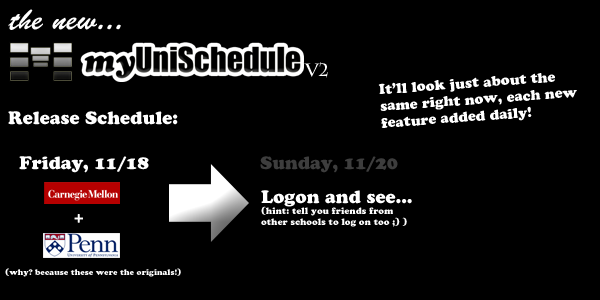 the new...
myUniSchedule V2
It'll look just about the
same right now, each new
feature added daily!
Release Schedule:
Friday, 11/18
Sunday, 11/20
Carnegie Mellon
+
Penn
UNIVERSITY OF PENNSYLVANIA
(why? because these were the originals!)
Logon and see...
(hint: tell you friends from
other schools to log on too ;) )